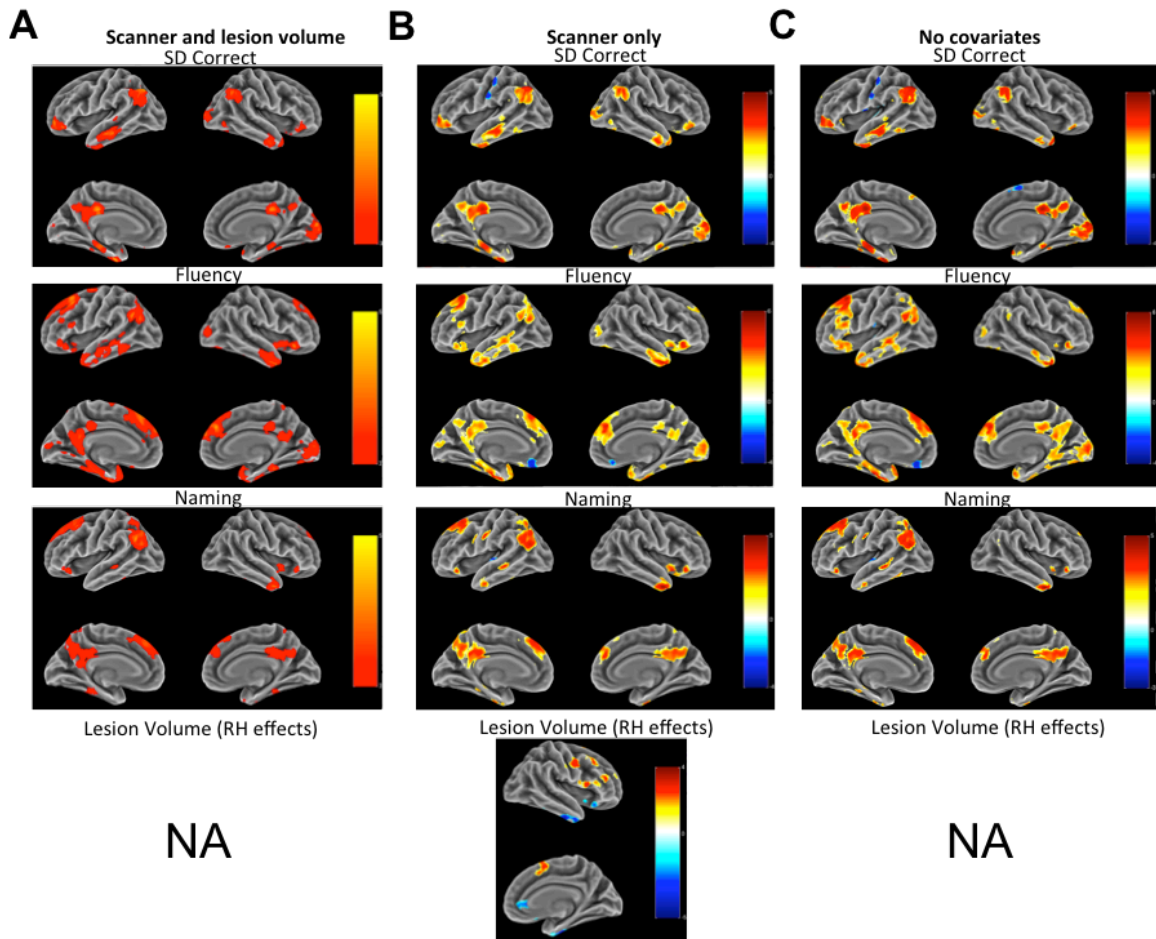 A
Scanner and lesion volume
SD Correct
Fluency
Naming
Lesion Volume (RH effects)
NA
B
Scanner only
SD Correct
Fluency
Naming
Lesion Volume (RH effects)
C
No covariates
SD Correct
Fluency
Naming
Lesion Volume (RH effects)
NA